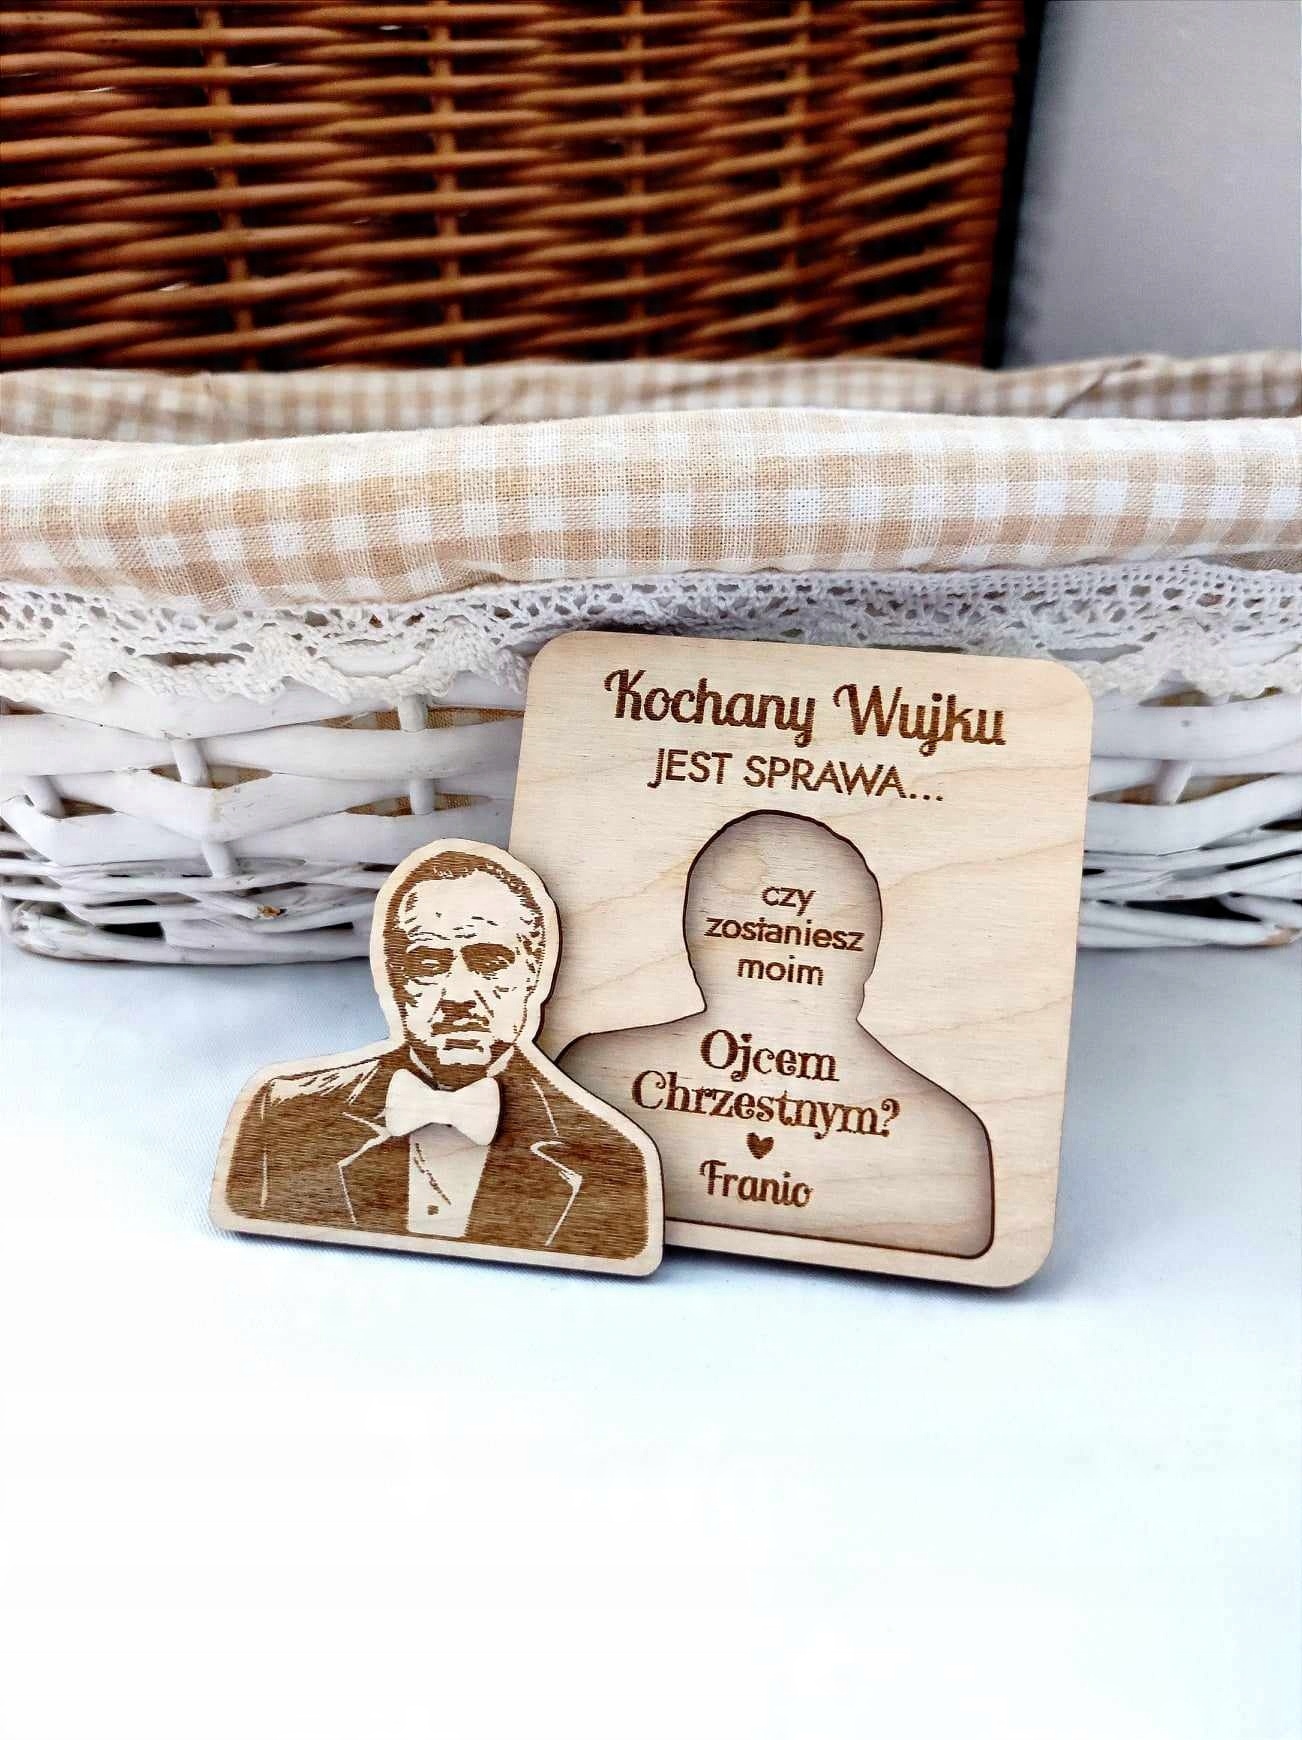 Kochany Wujku
JEST SPRAWA...
czy
zostaniesz
moim
Ojcem
Chrzestnym?
Franio